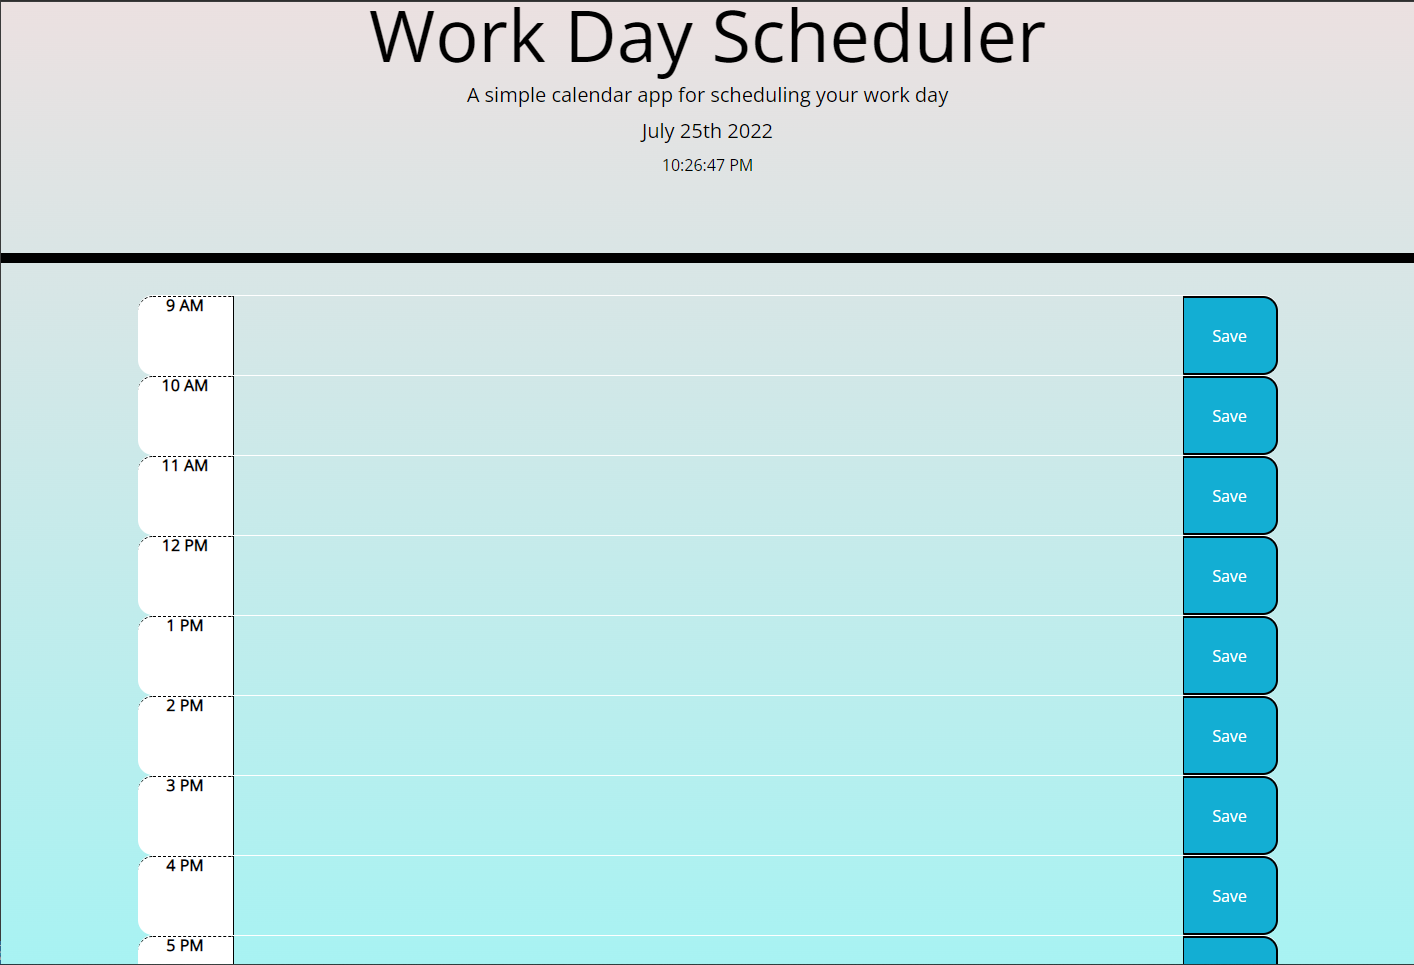 Work Day Scheduler
A simple calendar app for scheduling your work day
July 25th 2022
10:26:47 PM
9 AM
Save
10 AM
Save
11 AM
Save
12 PM
Save
1 PM
Save
2 PM
Save
3 PM
Save
4 PM
Save
5 PM